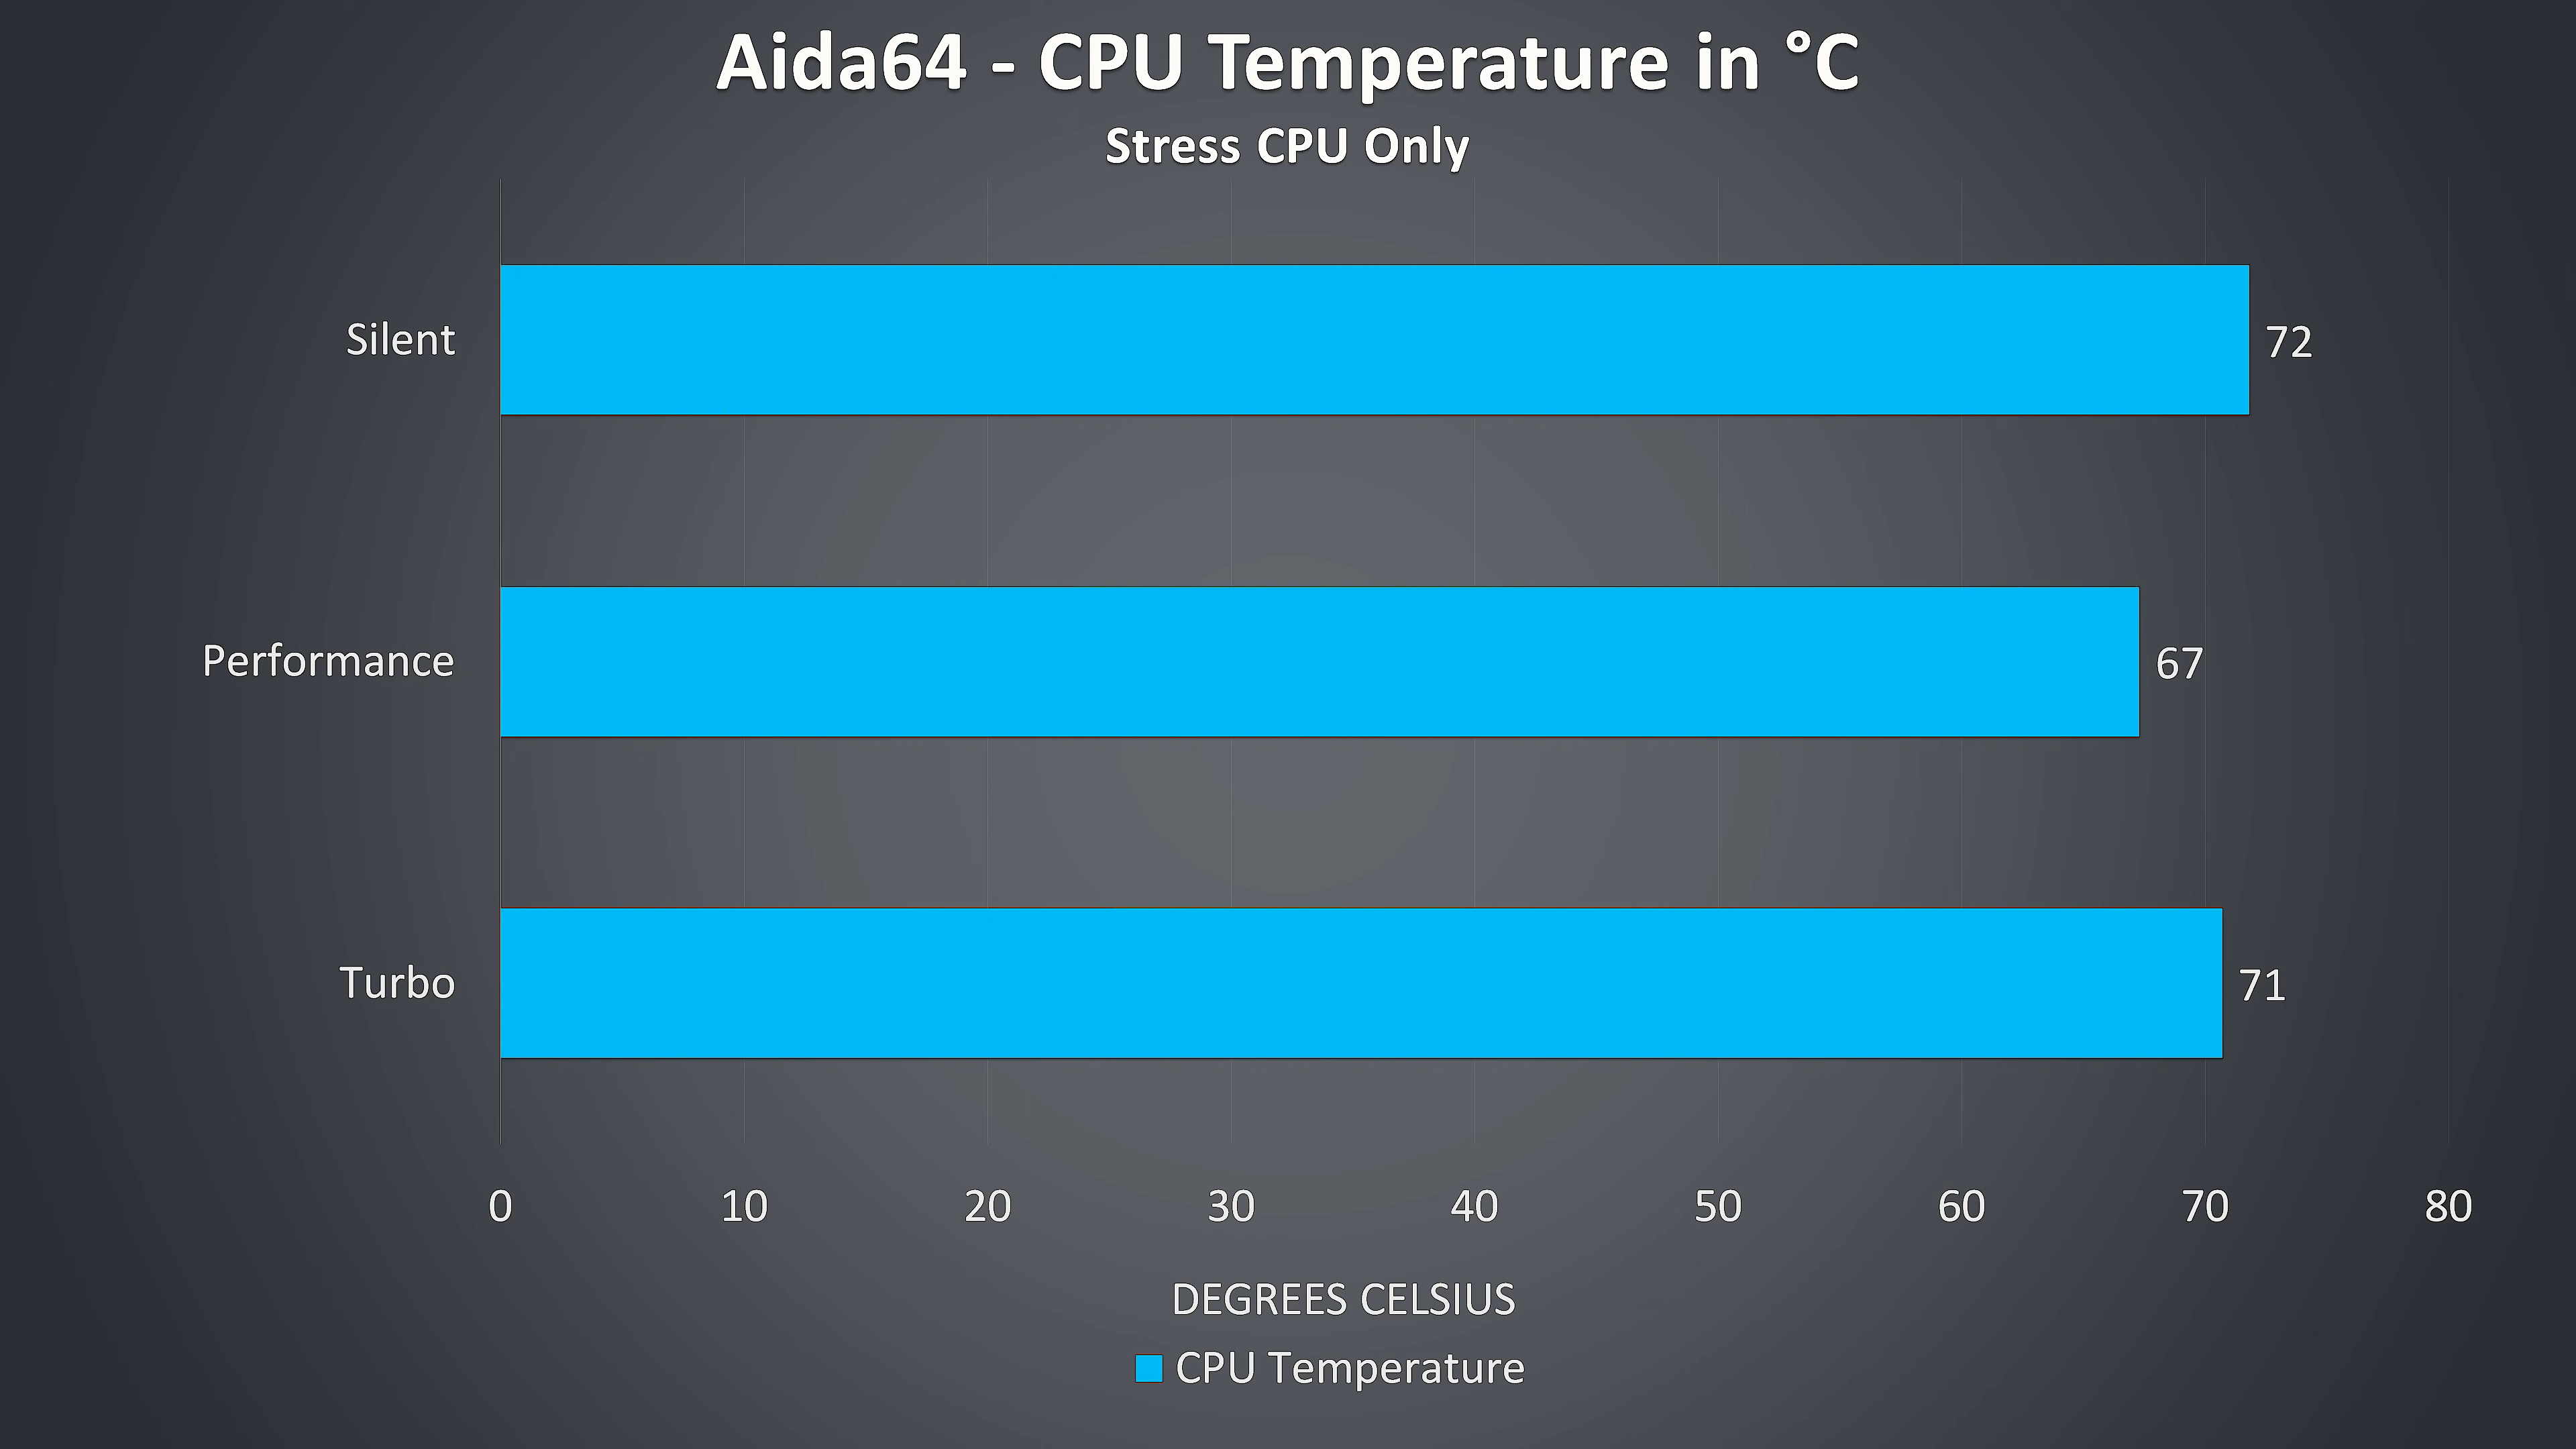 Aida64 - CPU Temperature in °C
Stress CPU Only
Silent
72
Performance
67
Turbo
71
0 10 20 30 40 50 60 70 80
DEGREES CELSIUS
CPU Temperature